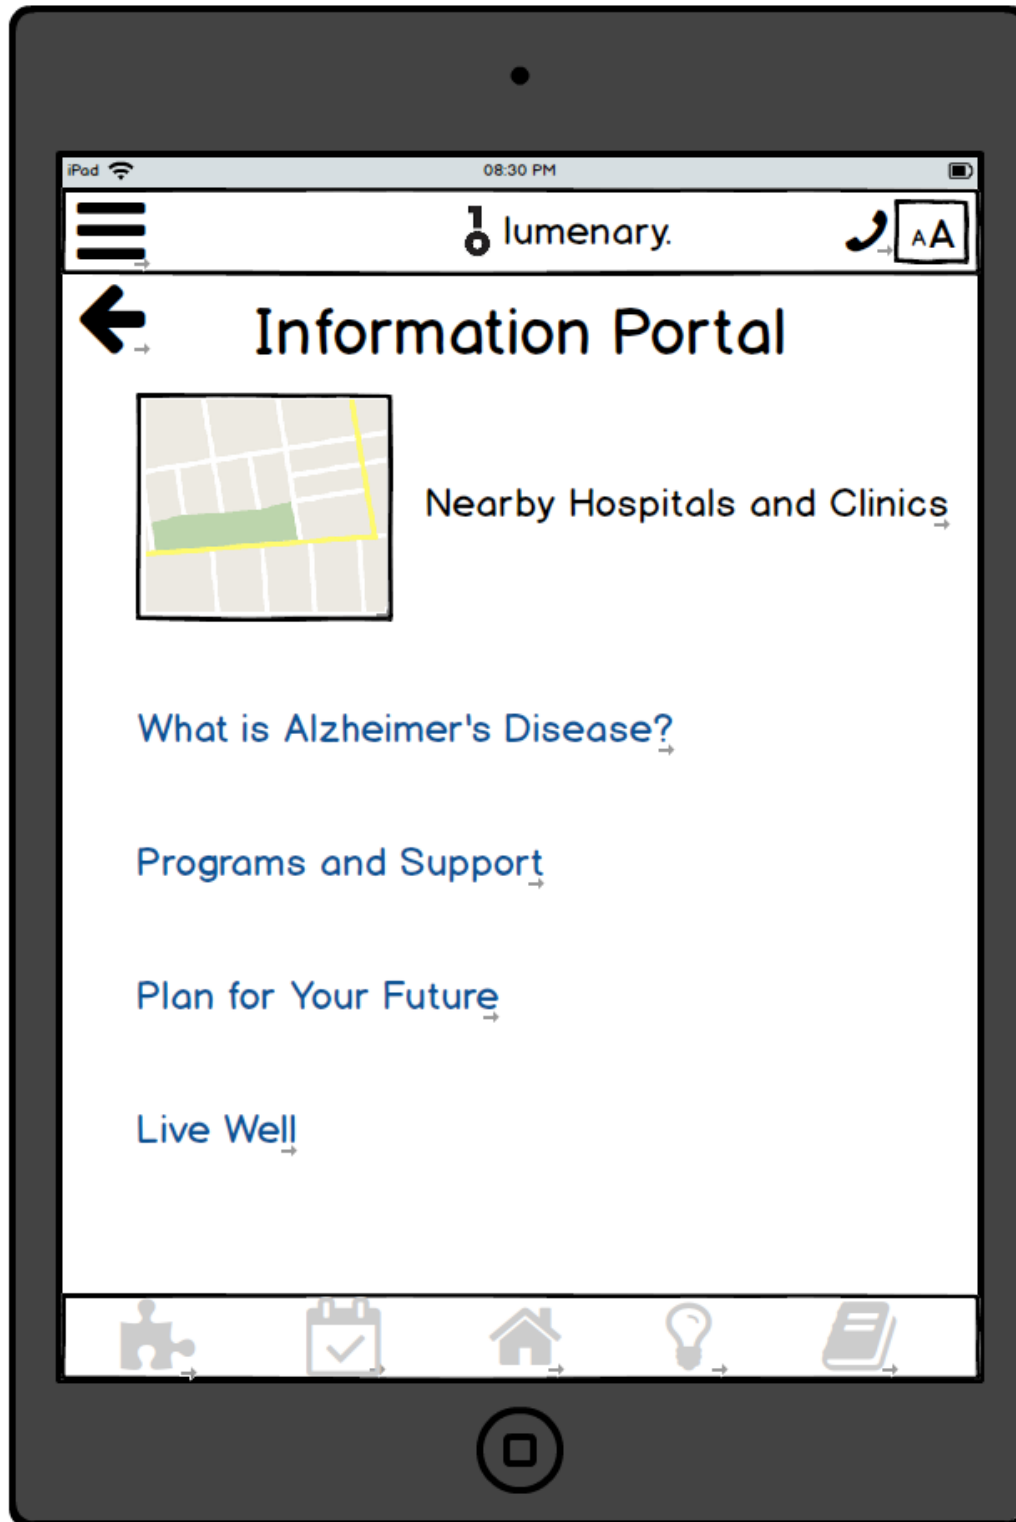 iPad
08:30 PM
lumenary.
AA
Information Portal
Nearby Hospitals and Clinics
What is Alzheimer's Disease?
Programs and Support
Plan for Your Future
Live Well